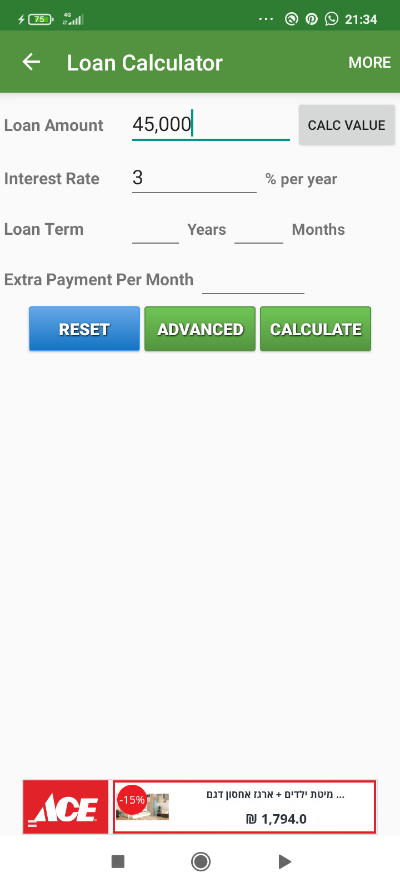 75 4G ... 21:34
Loan Calculator MORE
Loan Amount 45,000 CALC VALUE
Interest Rate 3 % per year
Loan Term Years Months
Extra Payment Per Month
RESET ADVANCED CALCULATE
ACE
-15%
מיטת ילדים + ארגז אחסון דגם ...
₪ 1,794.0